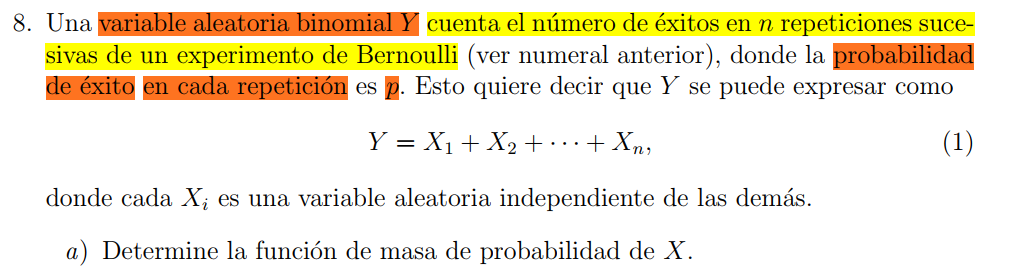 8. Una variable aleatoria binomial Y cuenta el número de éxitos en n repeticiones suce-
sivas de un experimento de Bernoulli (ver numeral anterior), donde la probabilidad
de éxito en cada repetición es p. Esto quiere decir que Y se puede expresar como
Y = X₁ + X₂ + ··· + Xₙ, (1)
donde cada Xᵢ es una variable aleatoria independiente de las demás.
a) Determine la función de masa de probabilidad de X.